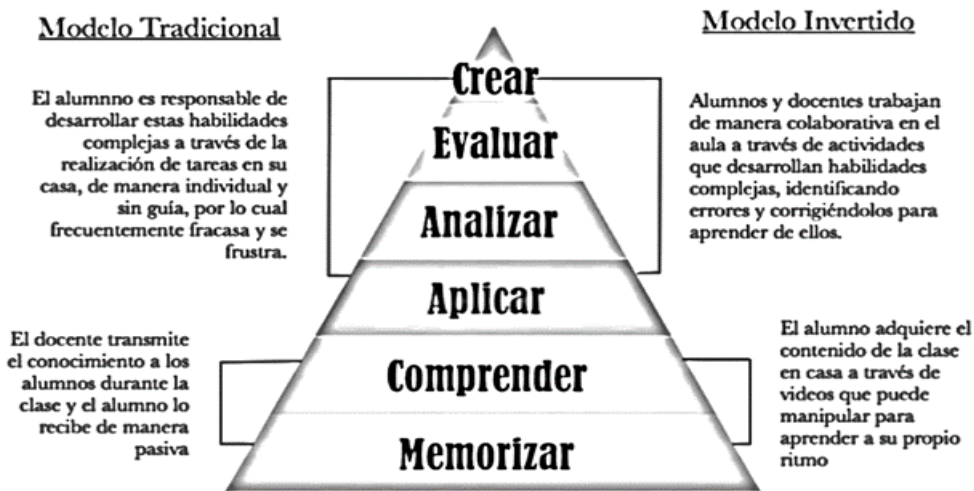 Modelo Tradicional
El alumnno es responsable de
desarrollar estas habilidades
complejas a través de la
realización de tareas en su
casa, de manera individual y
sin guía, por lo cual
frecuentemente fracasa y se
frustra.
El docente transmite
el conocimiento a los
alumnos durante la
clase y el alumno lo
recibe de manera
pasiva
Crear
Evaluar
Analizar
Aplicar
Comprender
Memorizar
Modelo Invertido
Alumnos y docentes trabajan
de manera colaborativa en el
aula a través de actividades
que desarrollan habilidades
complejas, identificando
errores y corrigiéndolos para
aprender de ellos.
El alumno adquiere el
contenido de la clase
en casa a través de
videos que puede
manipular para
aprender a su propio
ritmo